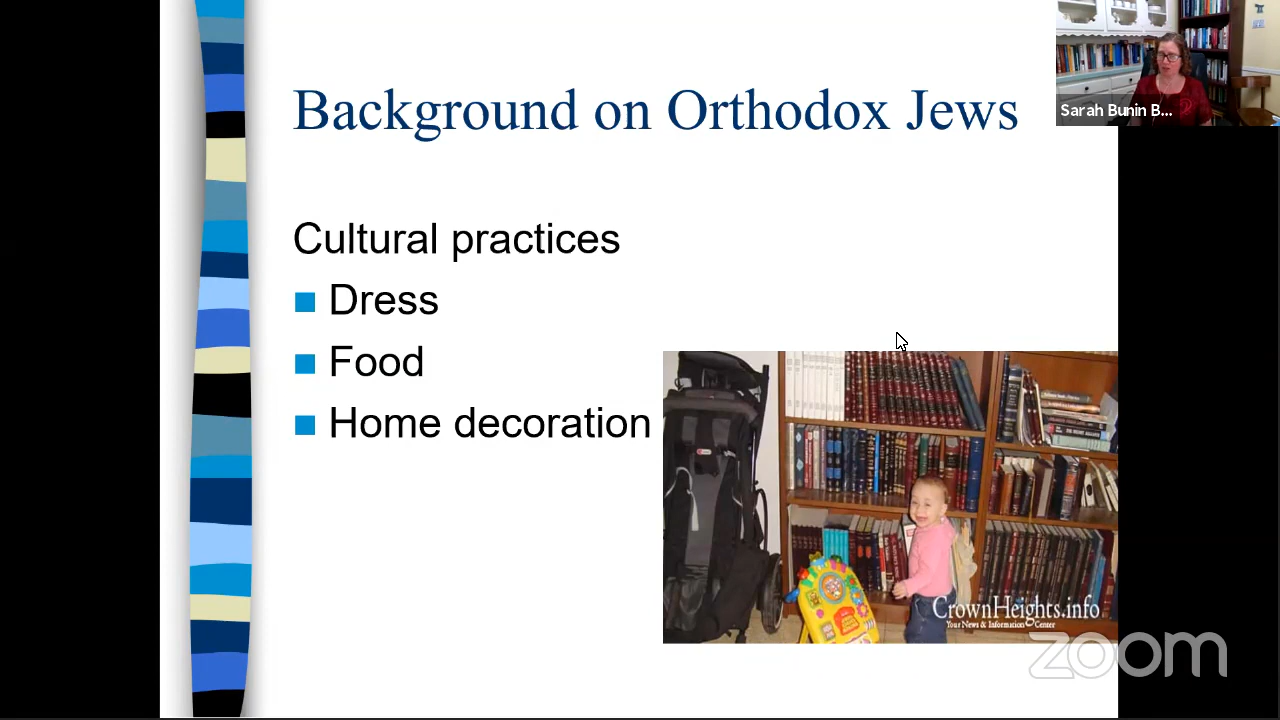 Background on Orthodox Jews
Sarah Bunin B...
Cultural practices
Dress
Food
Home decoration
CrownHeights.info
Your News & Information Center
zoom